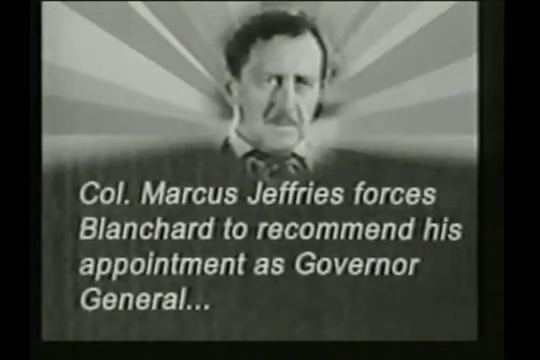 Col. Marcus Jeffries forces
Blanchard to recommend his
appointment as Governor
General...